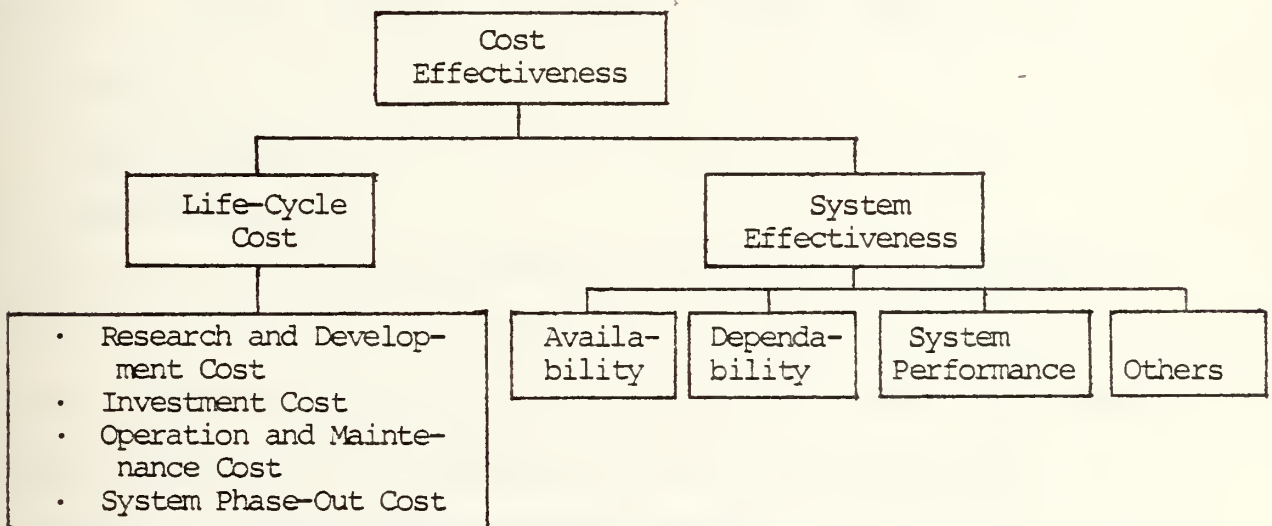 Cost
Effectiveness
Life-Cycle
Cost
System
Effectiveness
· Research and Develop-
ment Cost
· Investment Cost
· Operation and Mainte-
nance Cost
· System Phase-Out Cost
Availa-
bility
Dependa-
bility
System
Performance
Others